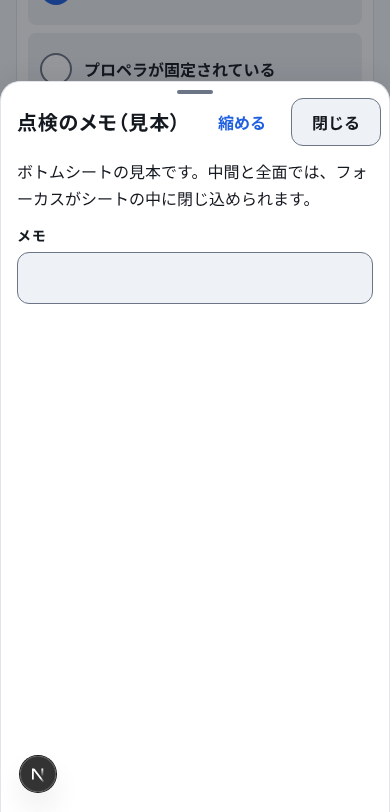 プロペラが固定されている
点検のメモ（見本）
縮める
閉じる
ボトムシートの見本です。中間と全面では、フォ
ーカスがシートの中に閉じ込められます。
メモ
N